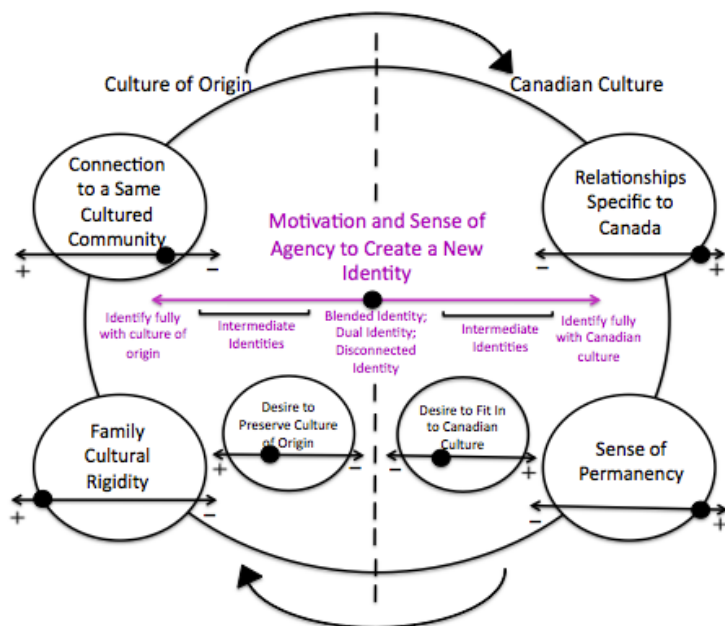 Culture of Origin
Canadian Culture
Connection
to a Same
Cultured
Community
+
−
Relationships
Specific to
Canada
−
+
Motivation and Sense of
Agency to Create a New
Identity
Identify fully
with culture of
origin
Intermediate
Identities
Blended Identity;
Dual Identity;
Disconnected
Identity
Intermediate
Identities
Identify fully
with Canadian
culture
Family
Cultural
Rigidity
+
−
Desire to
Preserve Culture
of Origin
+
−
Desire to Fit In
to Canadian
Culture
−
+
Sense of
Permanency
−
+